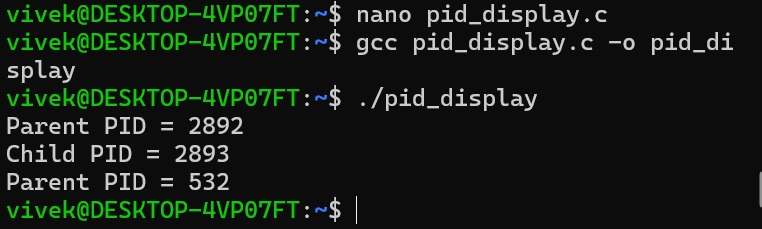 vivek@DESKTOP-4VP07FT:~$ nano pid_display.c
vivek@DESKTOP-4VP07FT:~$ gcc pid_display.c -o pid_di
splay
vivek@DESKTOP-4VP07FT:~$ ./pid_display
Parent PID = 2892
Child PID = 2893
Parent PID = 532
vivek@DESKTOP-4VP07FT:~$